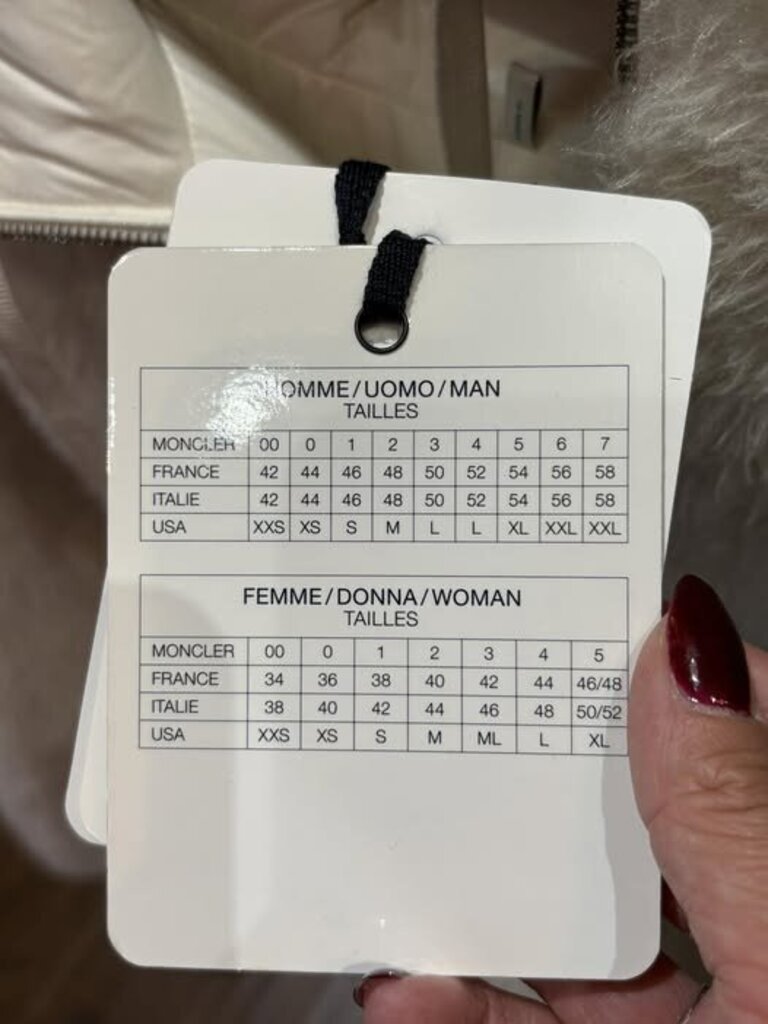 HOMME/UOMO/MAN
TAILLES
MONCLER 00 0 1 2 3 4 5 6 7
FRANCE 42 44 46 48 50 52 54 56 58
ITALIE 42 44 46 48 50 52 54 56 58
USA XXS XS S M L L XL XXL XXL
FEMME/DONNA/WOMAN
TAILLES
MONCLER 00 0 1 2 3 4 5
FRANCE 34 36 38 40 42 44 46/48
ITALIE 38 40 42 44 46 48 50/52
USA XXS XS S M ML L XL